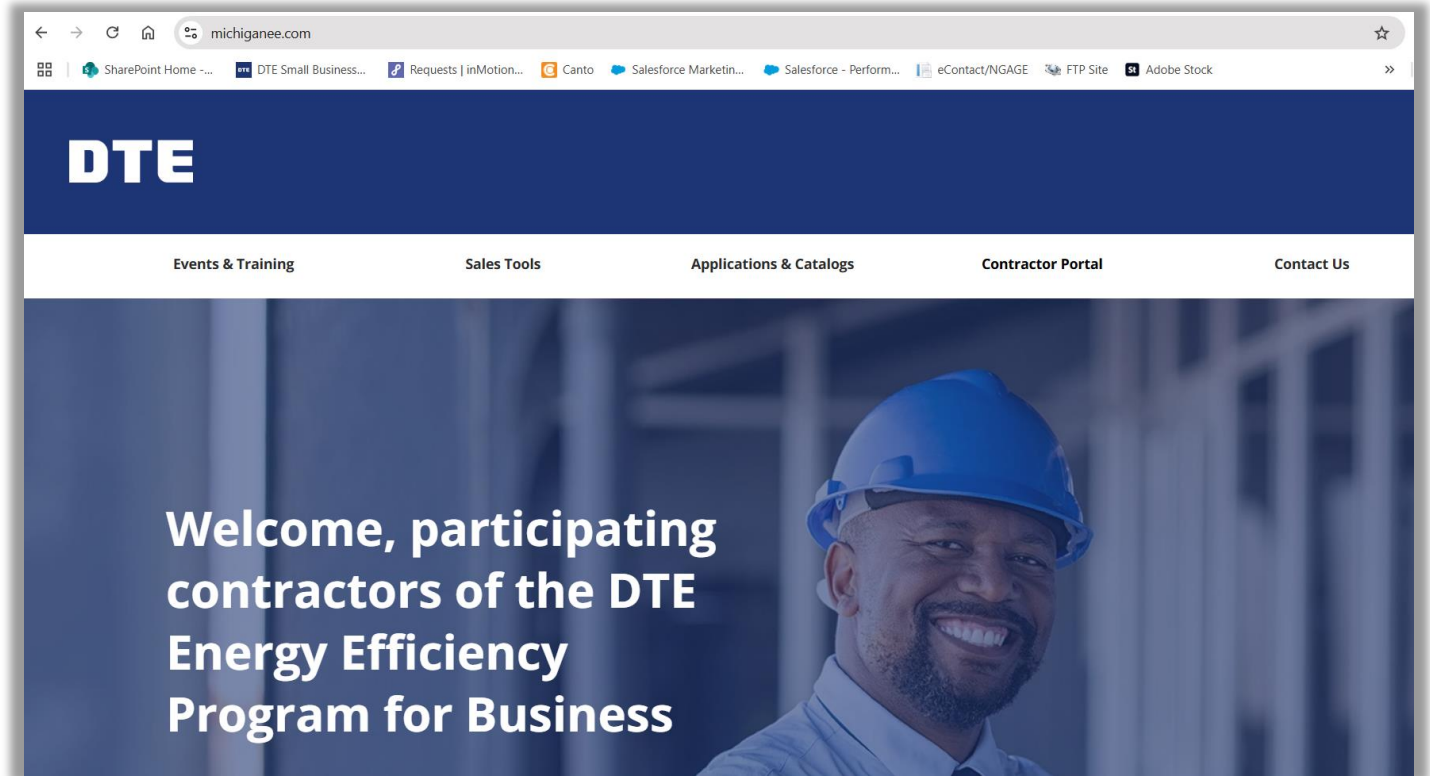 michiganee.com
SharePoint Home -... DTE DTE Small Business... Requests | inMotion... Canto Salesforce Marketin... Salesforce - Perform... eContact/NGAGE FTP Site St Adobe Stock »
DTE
Events & Training Sales Tools Applications & Catalogs Contractor Portal Contact Us
Welcome, participating
contractors of the DTE
Energy Efficiency
Program for Business